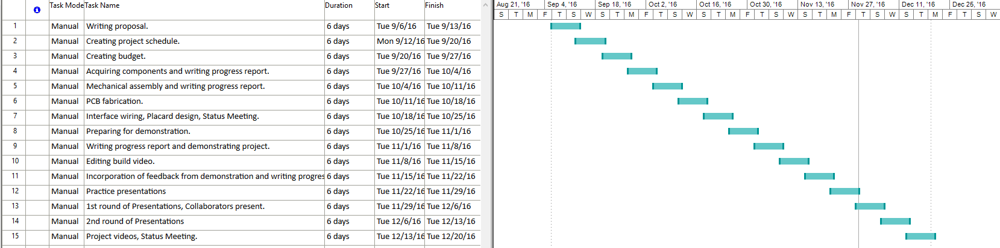 Task Mode Task Name Duration Start Finish
Aug 21, '16 Sep 4, '16 Sep 18, '16 Oct 2, '16 Oct 16, '16 Oct 30, '16 Nov 13, '16 Nov 27, '16 Dec 11, '16 Dec 25, '16
S T M F T S W S T M F T S W S T M F T S W S T M F T S W S T M F T S W
1 Manual Writing proposal. 6 days Tue 9/6/16 Tue 9/13/16
2 Manual Creating project schedule. 6 days Mon 9/12/16 Tue 9/20/16
3 Manual Creating budget. 6 days Tue 9/20/16 Tue 9/27/16
4 Manual Acquiring components and writing progress report. 6 days Tue 9/27/16 Tue 10/4/16
5 Manual Mechanical assembly and writing progress report. 6 days Tue 10/4/16 Tue 10/11/16
6 Manual PCB fabrication. 6 days Tue 10/11/16 Tue 10/18/16
7 Manual Interface wiring, Placard design, Status Meeting. 6 days Tue 10/18/16 Tue 10/25/16
8 Manual Preparing for demonstration. 6 days Tue 10/25/16 Tue 11/1/16
9 Manual Writing progress report and demonstrating project. 6 days Tue 11/1/16 Tue 11/8/16
10 Manual Editing build video. 6 days Tue 11/8/16 Tue 11/15/16
11 Manual Incorporation of feedback from demonstration and writing progres 6 days Tue 11/15/16 Tue 11/22/16
12 Manual Practice presentations 6 days Tue 11/22/16 Tue 11/29/16
13 Manual 1st round of Presentations, Collaborators present. 6 days Tue 11/29/16 Tue 12/6/16
14 Manual 2nd round of Presentations 6 days Tue 12/6/16 Tue 12/13/16
15 Manual Project videos, Status Meeting. 6 days Tue 12/13/16 Tue 12/20/16